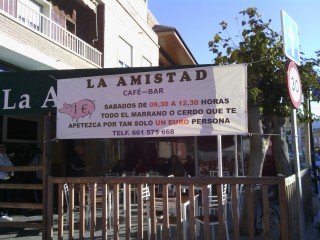 La A
LA AMISTAD
CAFÉ-BAR
SABADOS DE 09,30 A 12,30 HORAS
1 €
TODO EL MARRANO O CERDO QUE TE
APETEZCA POR TAN SOLO UN EURO PERSONA
TELF. 661 575 668